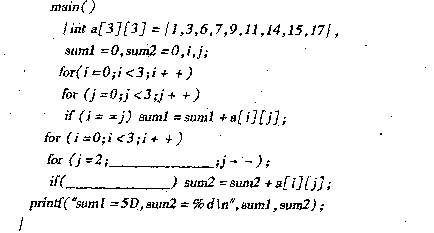 main()
{int a[3][3]={1,3,6,7,9,11,14,15,17},
sum1=0,sum2=0,i,j;
for(i=0;i<3;i++)
for (j=0;j<3;j++)
if (i==j) sum1=sum1+a[i][j];
for (i=0;i<3;i++)
for (j=2;____________;j--);
if(____________) sum2=sum2+a[i][j];
printf("sum1=5D,sum2=%d\n",sum1,sum2);
}